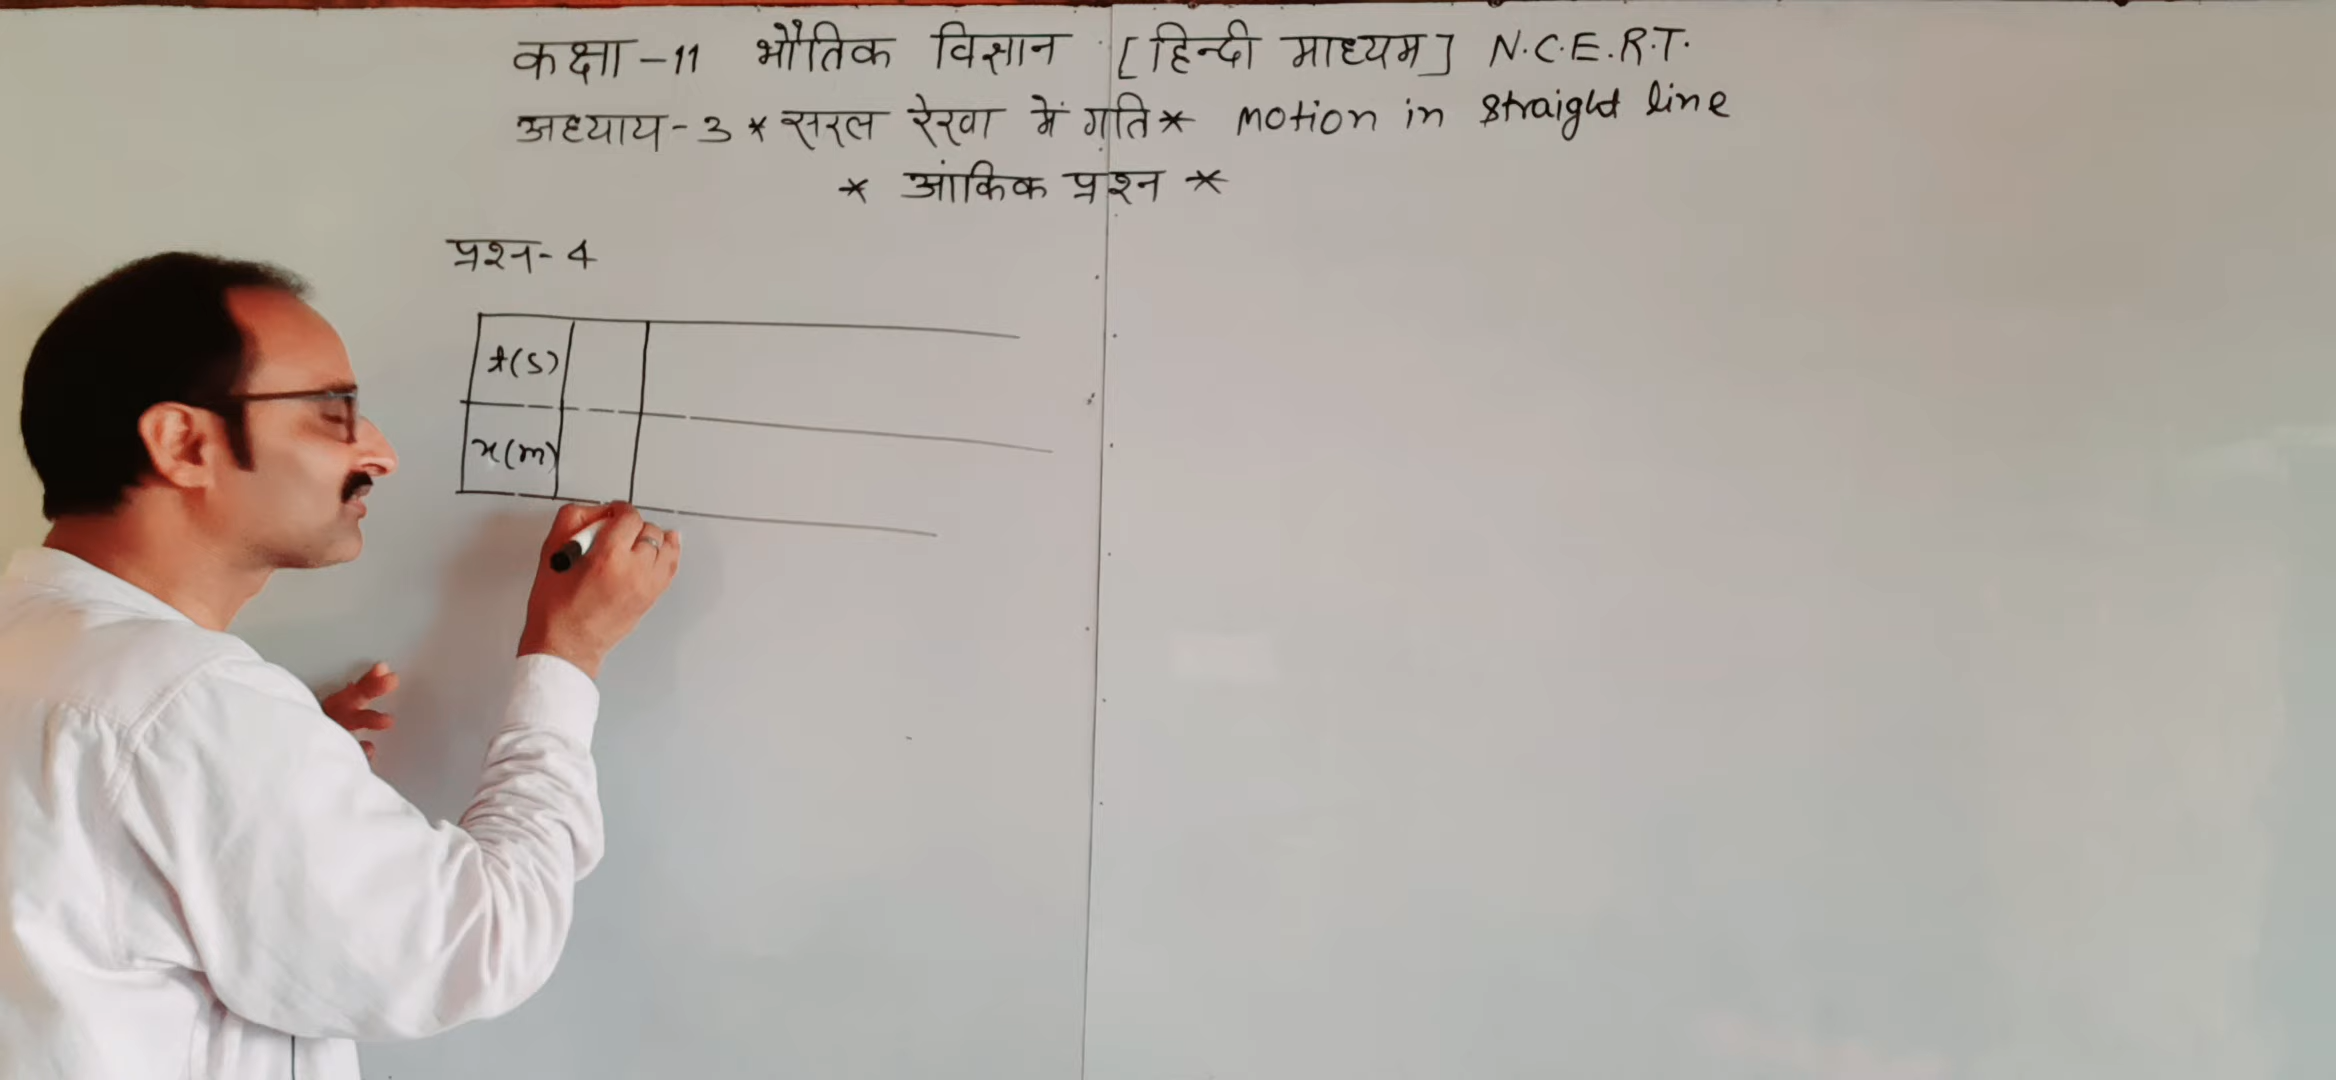 कक्षा-11 भौतिक विज्ञान [हिन्दी माध्यम] N.C.E.R.T.
अध्याय-3 * सरल रेखा में गति * motion in straight line
* आंकिक प्रश्न *
प्रश्न-4
t(s)
x(m)